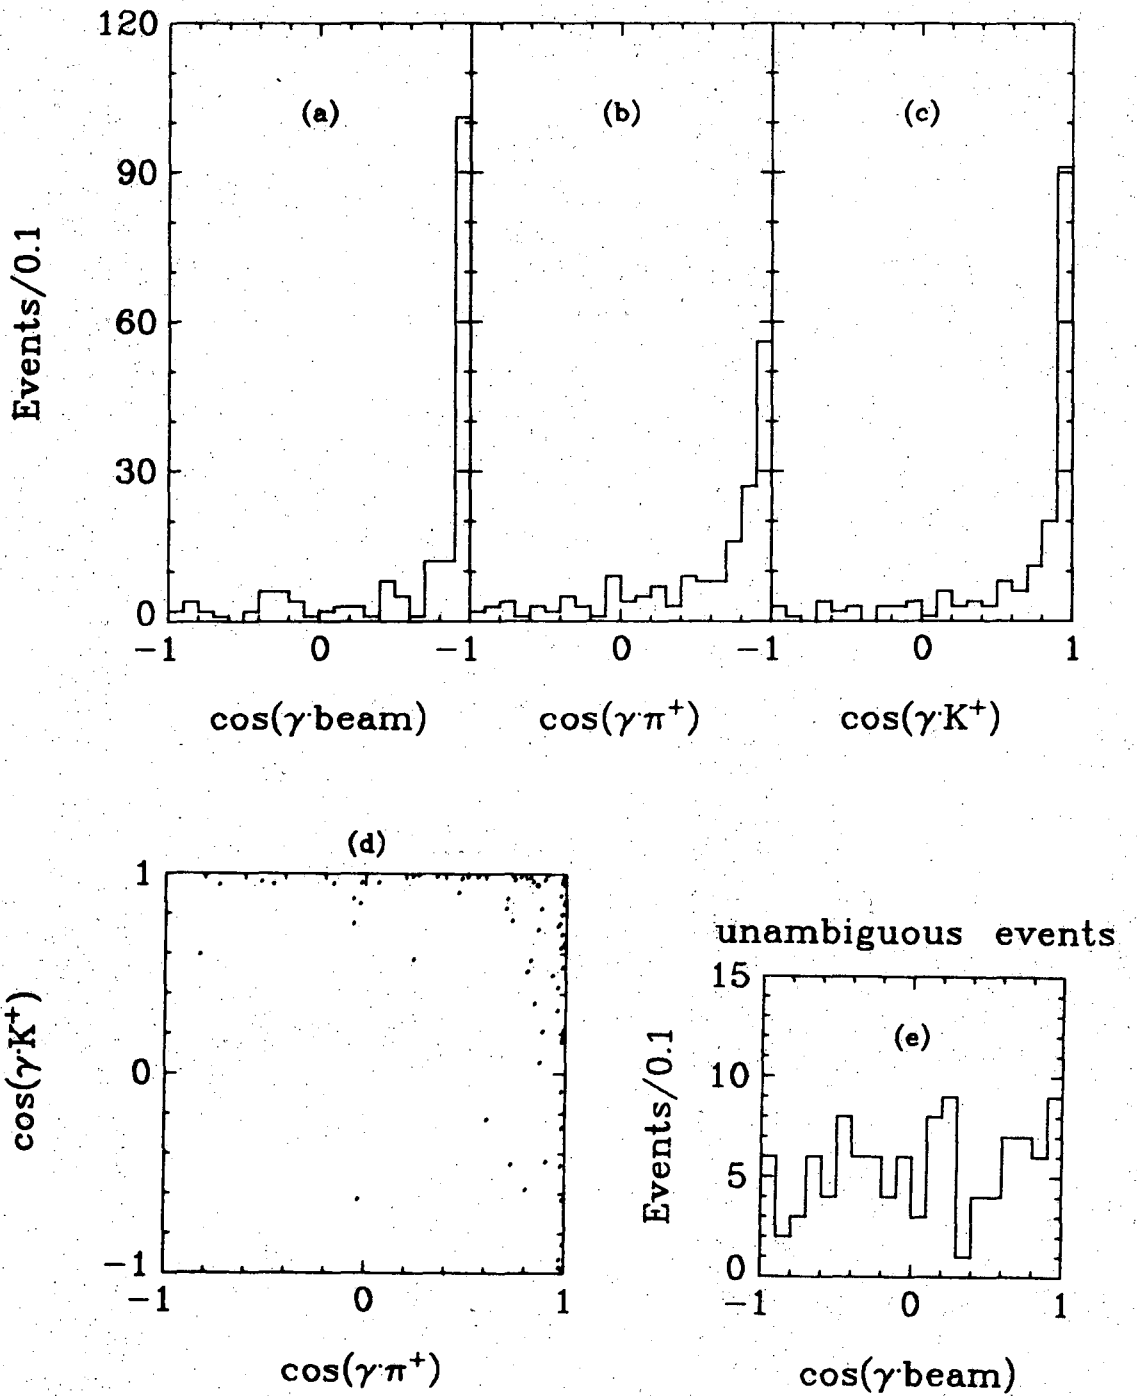 120
90
60
30
0
Events/0.1
(a)
(b)
(c)
−1
0
−1
0
−1
0
1
cos(γ·beam)
cos(γ·π⁺)
cos(γ·K⁺)
(d)
1
0
−1
cos(γ·K⁺)
−1
0
1
cos(γ·π⁺)
unambiguous events
15
10
5
0
Events/0.1
(e)
−1
0
1
cos(γ·beam)